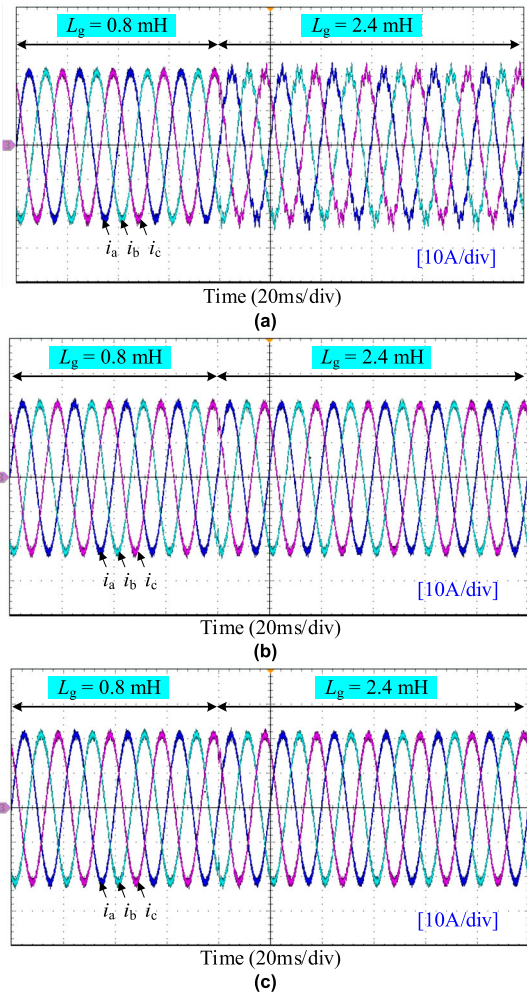 Lg = 0.8 mH Lg = 2.4 mH
ia ib ic
[10A/div]
Time (20ms/div)
(a)
Lg = 0.8 mH Lg = 2.4 mH
ia ib ic
[10A/div]
Time (20ms/div)
(b)
Lg = 0.8 mH Lg = 2.4 mH
ia ib ic
[10A/div]
Time (20ms/div)
(c)